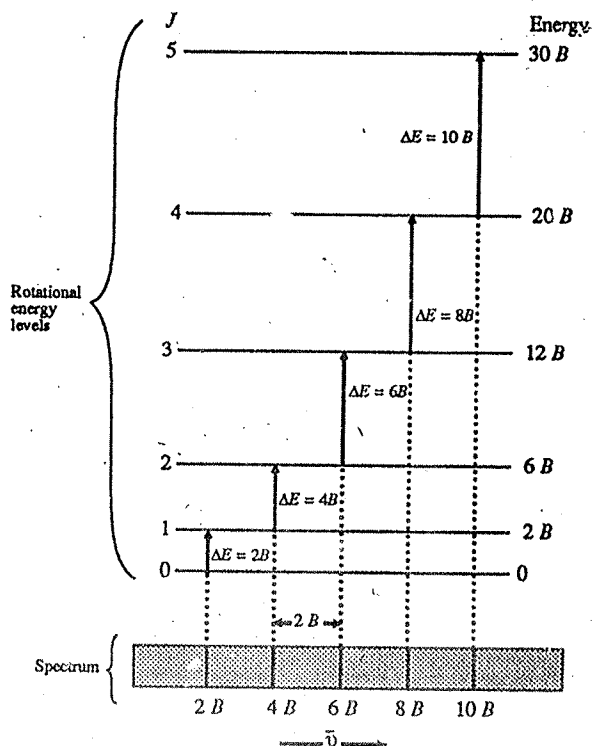 J Energy
5 30 B
ΔE = 10 B
4 20 B
Rotational
energy
levels
ΔE = 8B
3 12 B
ΔE = 6B
2 6 B
ΔE = 4B
1 2 B
ΔE = 2B
0 0
2 B
Spectrum
2 B 4 B 6 B 8 B 10 B
ῡ